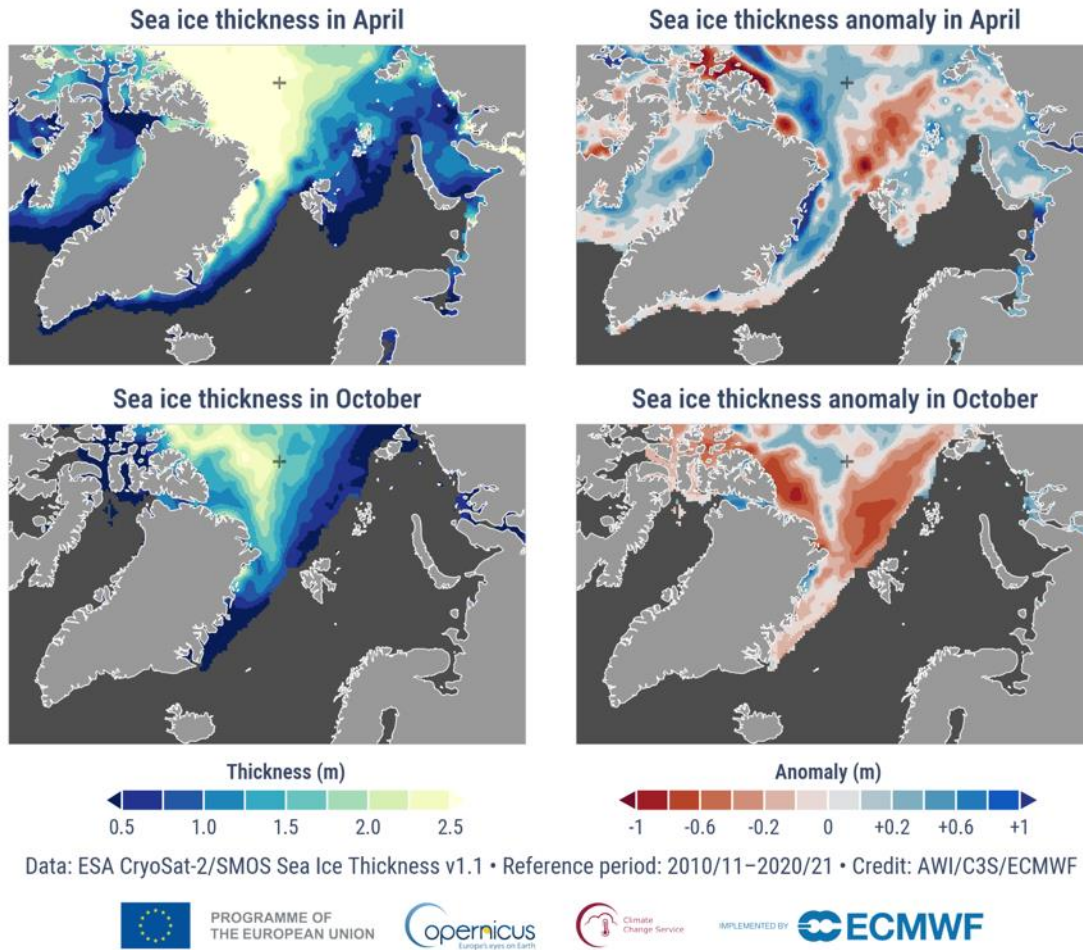 Sea ice thickness in April
Sea ice thickness anomaly in April
Sea ice thickness in October
Sea ice thickness anomaly in October
Thickness (m)
0.5 1.0 1.5 2.0 2.5
Anomaly (m)
-1 -0.6 -0.2 0 +0.2 +0.6 +1
Data: ESA CryoSat-2/SMOS Sea Ice Thickness v1.1 • Reference period: 2010/11–2020/21 • Credit: AWI/C3S/ECMWF
PROGRAMME OF
THE EUROPEAN UNION
opernicus
Europe's eyes on Earth
Climate
Change Service
IMPLEMENTED BY
ECMWF